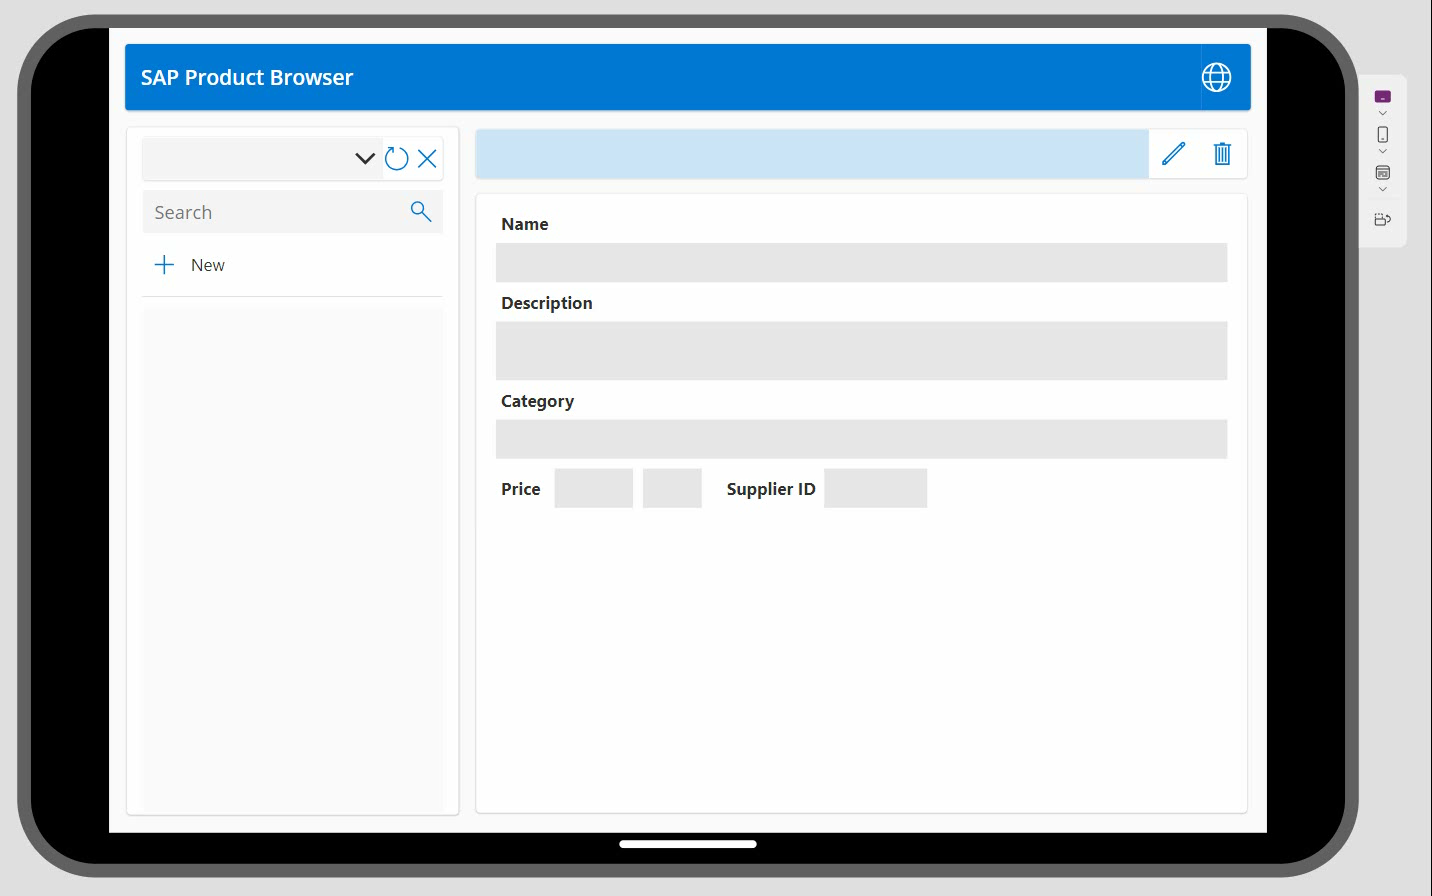 SAP Product Browser
Search
New
Name
Description
Category
Price Supplier ID